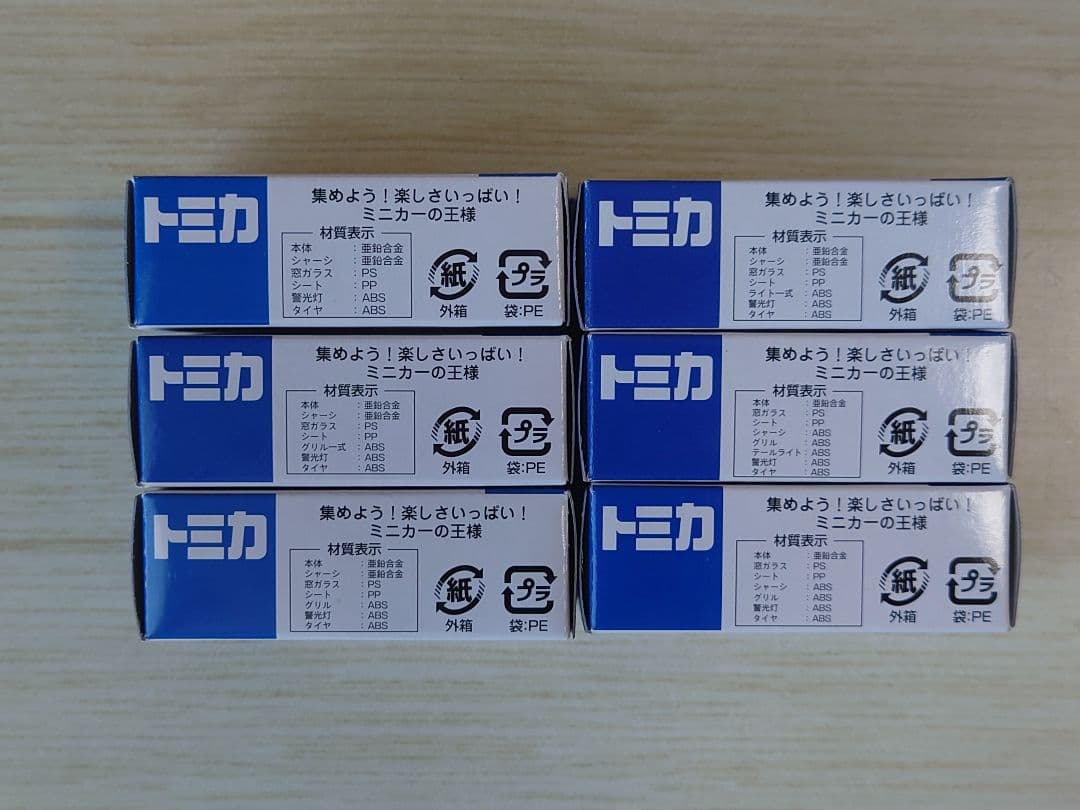 トミカ
集めよう！楽しさいっぱい！
ミニカーの王様
材質表示
本体：亜鉛合金
シャーシ：亜鉛合金
窓ガラス：PS
シート：PP
警光灯：ABS
タイヤ：ABS
紙
外箱
プラ
袋:PE
トミカ
集めよう！楽しさいっぱい！
ミニカーの王様
材質表示
本体：亜鉛合金
シャーシ：亜鉛合金
窓ガラス：PS
シート：PP
ライト一式：ABS
警光灯：ABS
タイヤ：ABS
紙
外箱
プラ
袋:PE
トミカ
集めよう！楽しさいっぱい！
ミニカーの王様
材質表示
本体：亜鉛合金
シャーシ：亜鉛合金
窓ガラス：PS
シート：PP
グリル一式：ABS
警光灯：ABS
タイヤ：ABS
紙
外箱
プラ
袋:PE
トミカ
集めよう！楽しさいっぱい！
ミニカーの王様
材質表示
本体：亜鉛合金
窓ガラス：PS
シート：PP
シャーシ：ABS
グリル：ABS
テールライト：ABS
警光灯：ABS
タイヤ：ABS
紙
外箱
プラ
袋:PE
トミカ
集めよう！楽しさいっぱい！
ミニカーの王様
材質表示
本体：亜鉛合金
シャーシ：亜鉛合金
窓ガラス：PS
シート：PP
グリル：ABS
警光灯：ABS
タイヤ：ABS
紙
外箱
プラ
袋:PE
トミカ
集めよう！楽しさいっぱい！
ミニカーの王様
材質表示
本体：亜鉛合金
窓ガラス：PS
シート：PP
シャーシ：ABS
グリル：ABS
警光灯：ABS
タイヤ：ABS
紙
外箱
プラ
袋:PE